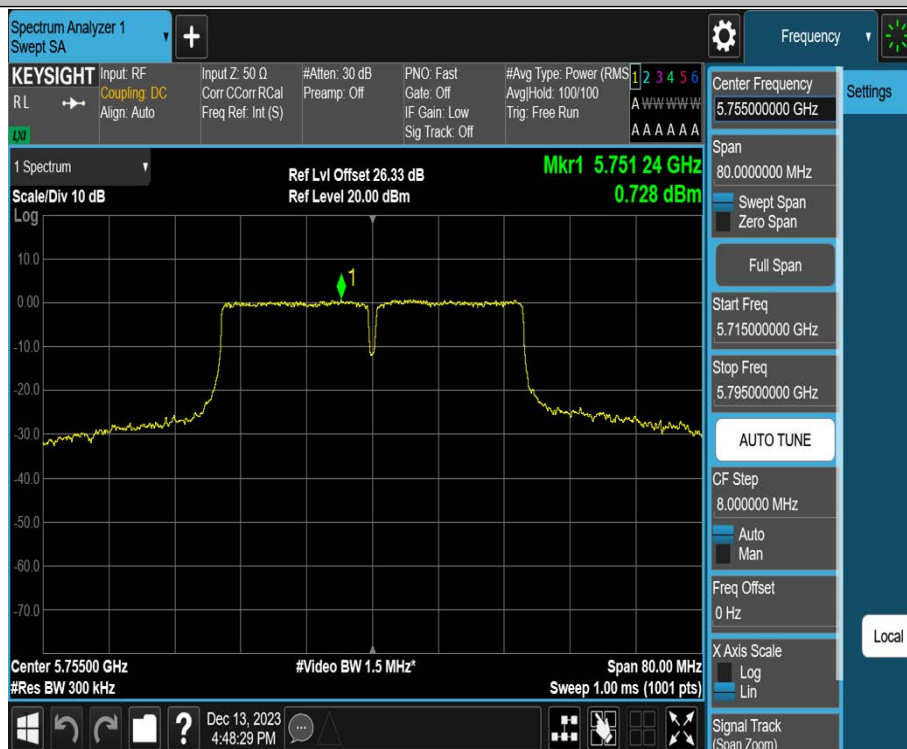 Spectrum Analyzer 1
Swept SA
+
Frequency
KEYSIGHT
RL
LXI
Input: RF
Coupling: DC
Align: Auto
Input Z: 50 Ω
Corr CCorr RCal
Freq Ref: Int (S)
#Atten: 30 dB
Preamp: Off
PNO: Fast
Gate: Off
IF Gain: Low
Sig Track: Off
#Avg Type: Power (RMS
Avg|Hold: 100/100
Trig: Free Run
1 2 3 4 5 6
A W W W W W
A A A A A A
1 Spectrum
Scale/Div 10 dB
Log
Ref Lvl Offset 26.33 dB
Ref Level 20.00 dBm
Mkr1 5.751 24 GHz
0.728 dBm
1
10.0
0.00
-10.0
-20.0
-30.0
-40.0
-50.0
-60.0
-70.0
Center 5.75500 GHz
#Res BW 300 kHz
#Video BW 1.5 MHz*
Span 80.00 MHz
Sweep 1.00 ms (1001 pts)
?
Dec 13, 2023
4:48:29 PM
Center Frequency
5.755000000 GHz
Span
80.0000000 MHz
Swept Span
Zero Span
Full Span
Start Freq
5.715000000 GHz
Stop Freq
5.795000000 GHz
AUTO TUNE
CF Step
8.000000 MHz
Auto
Man
Freq Offset
0 Hz
X Axis Scale
Log
Lin
Signal Track
(Span Zoom)
Settings
Local